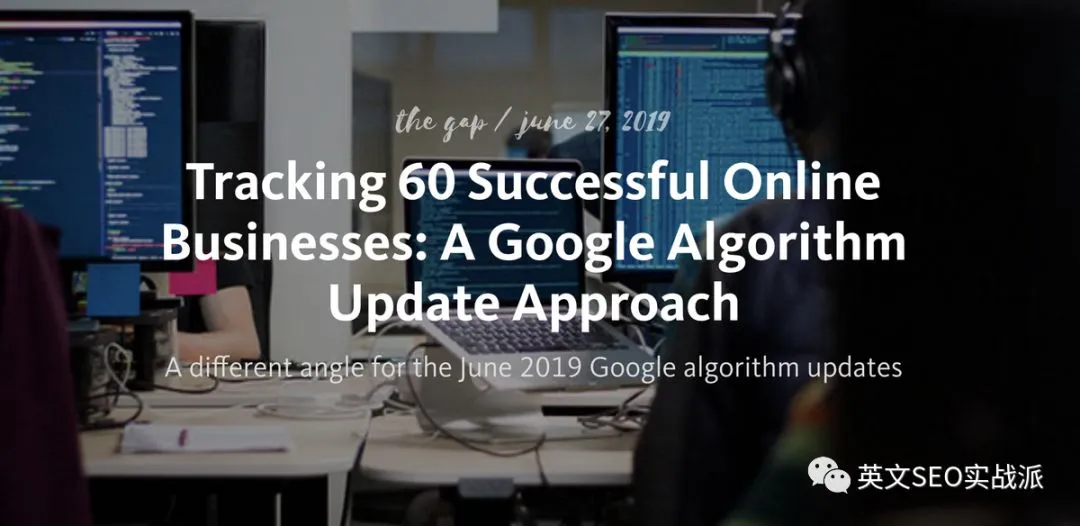 the gap / june 27, 2019
Tracking 60 Successful Online
Businesses: A Google Algorithm
Update Approach
A different angle for the June 2019 Google algorithm updates
英文SEO实战派